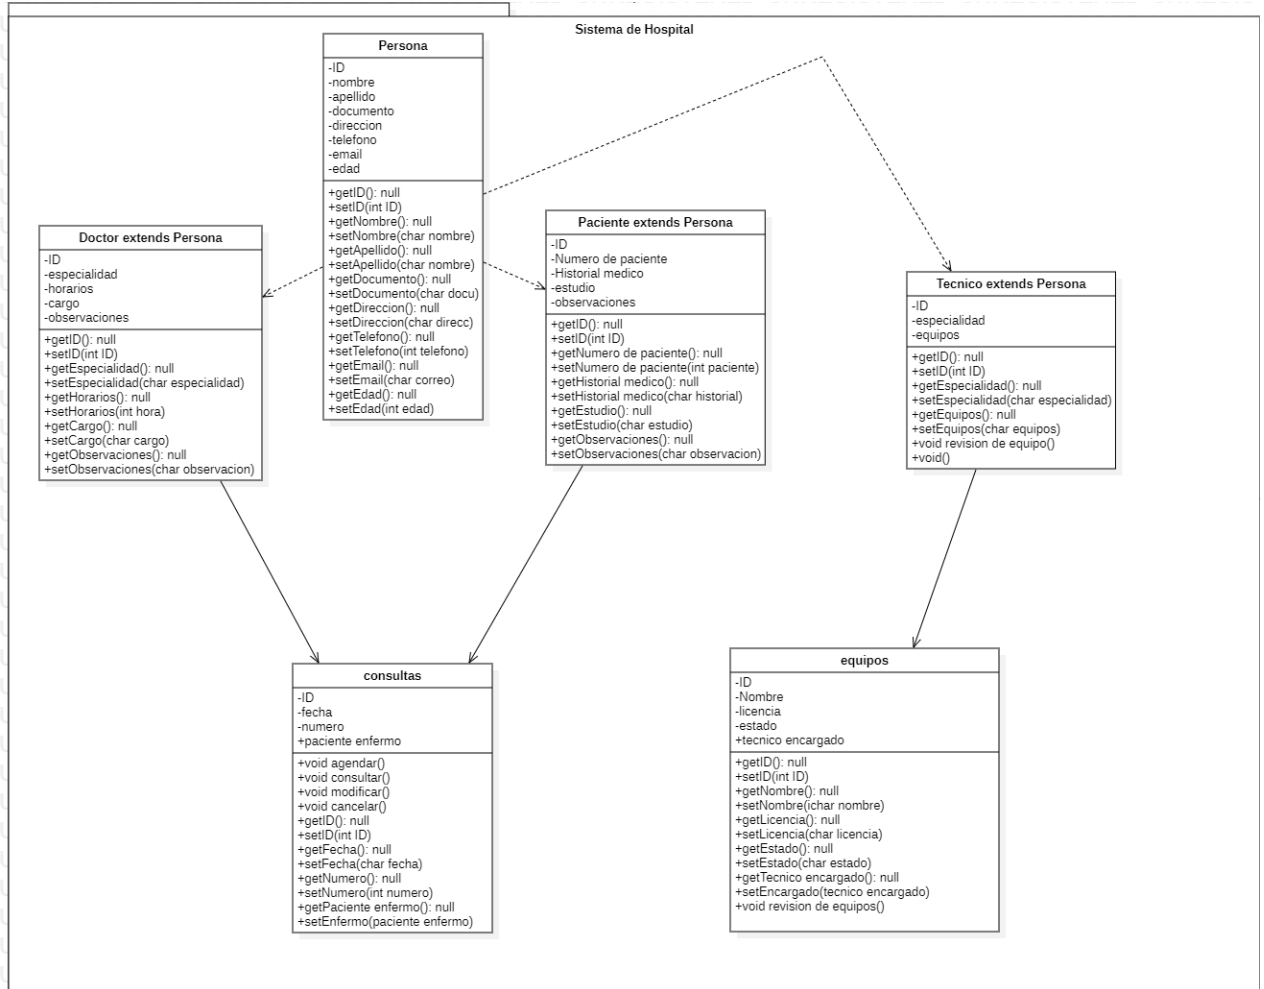 Sistema de Hospital
Persona
-ID
-nombre
-apellido
-documento
-direccion
-telefono
-email
-edad
+getID(): null
+setID(int ID)
+getNombre(): null
+setNombre(char nombre)
+getApellido(): null
+setApellido(char nombre)
+getDocumento(): null
+setDocumento(char docu)
+getDireccion(): null
+setDireccion(char direcc)
+getTelefono(): null
+setTelefono(int telefono)
+getEmail(): null
+setEmail(char correo)
+getEdad(): null
+setEdad(int edad)
Doctor extends Persona
-ID
-especialidad
-horarios
-cargo
-observaciones
+getID(): null
+setID(int ID)
+getEspecialidad(): null
+setEspecialidad(char especialidad)
+getHorarios(): null
+setHorarios(int hora)
+getCargo(): null
+setCargo(char cargo)
+getObservaciones(): null
+setObservaciones(char observacion)
Paciente extends Persona
-ID
-Numero de paciente
-Historial medico
-estudio
-observaciones
+getID(): null
+setID(int ID)
+getNumero de paciente(): null
+setNumero de paciente(int paciente)
+getHistorial medico(): null
+setHistorial medico(char historial)
+getEstudio(): null
+setEstudio(char estudio)
+getObservaciones(): null
+setObservaciones(char observacion)
Tecnico extends Persona
-ID
-especialidad
-equipos
+getID(): null
+setID(int ID)
+getEspecialidad(): null
+setEspecialidad(char especialidad)
+getEquipos(): null
+setEquipos(char equipos)
+void revision de equipo()
+void()
consultas
-ID
-fecha
-numero
+paciente enfermo
+void agendar()
+void consultar()
+void modificar()
+void cancelar()
+getID(): null
+setID(int ID)
+getFecha(): null
+setFecha(char fecha)
+getNumero(): null
+setNumero(int numero)
+getPaciente enfermo(): null
+setEnfermo(paciente enfermo)
equipos
-ID
-Nombre
-licencia
-estado
+tecnico encargado
+getID(): null
+setID(int ID)
+getNombre(): null
+setNombre(ichar nombre)
+getLicencia(): null
+setLicencia(char licencia)
+getEstado(): null
+setEstado(char estado)
+getTecnico encargado(): null
+setEncargado(tecnico encargado)
+void revision de equipos()